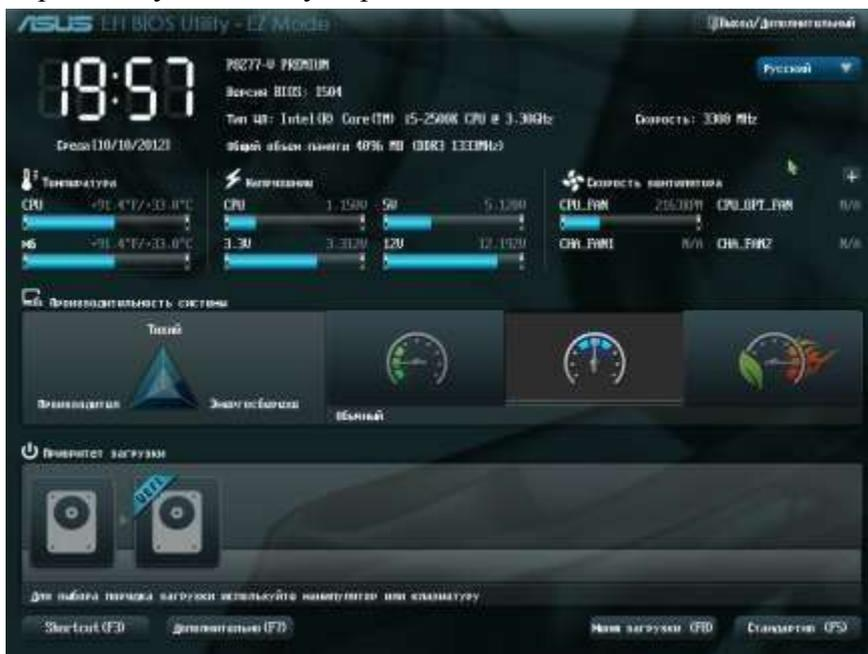 ASUS EFI BIOS Utility - EZ Mode
Выход/Дополнительный
19:57
Среда [10/10/2012]
P8Z77-V PREMIUM
Русский
Версия BIOS: 1504
Тип ЦП: Intel(R) Core(TM) i5-2500K CPU @ 3.30GHz
Скорость: 3300 MHz
Общий объем памяти 4096 MB (DDR3 1333MHz)
Температура
CPU +91.4°F/+33.0°C
MB +91.4°F/+33.0°C
Напряжение
CPU 1.150V 5V 5.120V
3.3V 3.312V 12V 12.192V
Скорость вентилятора
CPU_FAN 2163RPM CPU_OPT_FAN N/A
CHA_FAN1 N/A CHA_FAN2 N/A
Производительность системы
Тихий
Энергосбереже
Обычный
Приоритет загрузки
UEFI
Для выбора порядка загрузки используйте манипулятор или клавиатуру
Shortcut (F3)
Дополнительно (F7)
Меню загрузки (F8)
Стандартно (F5)